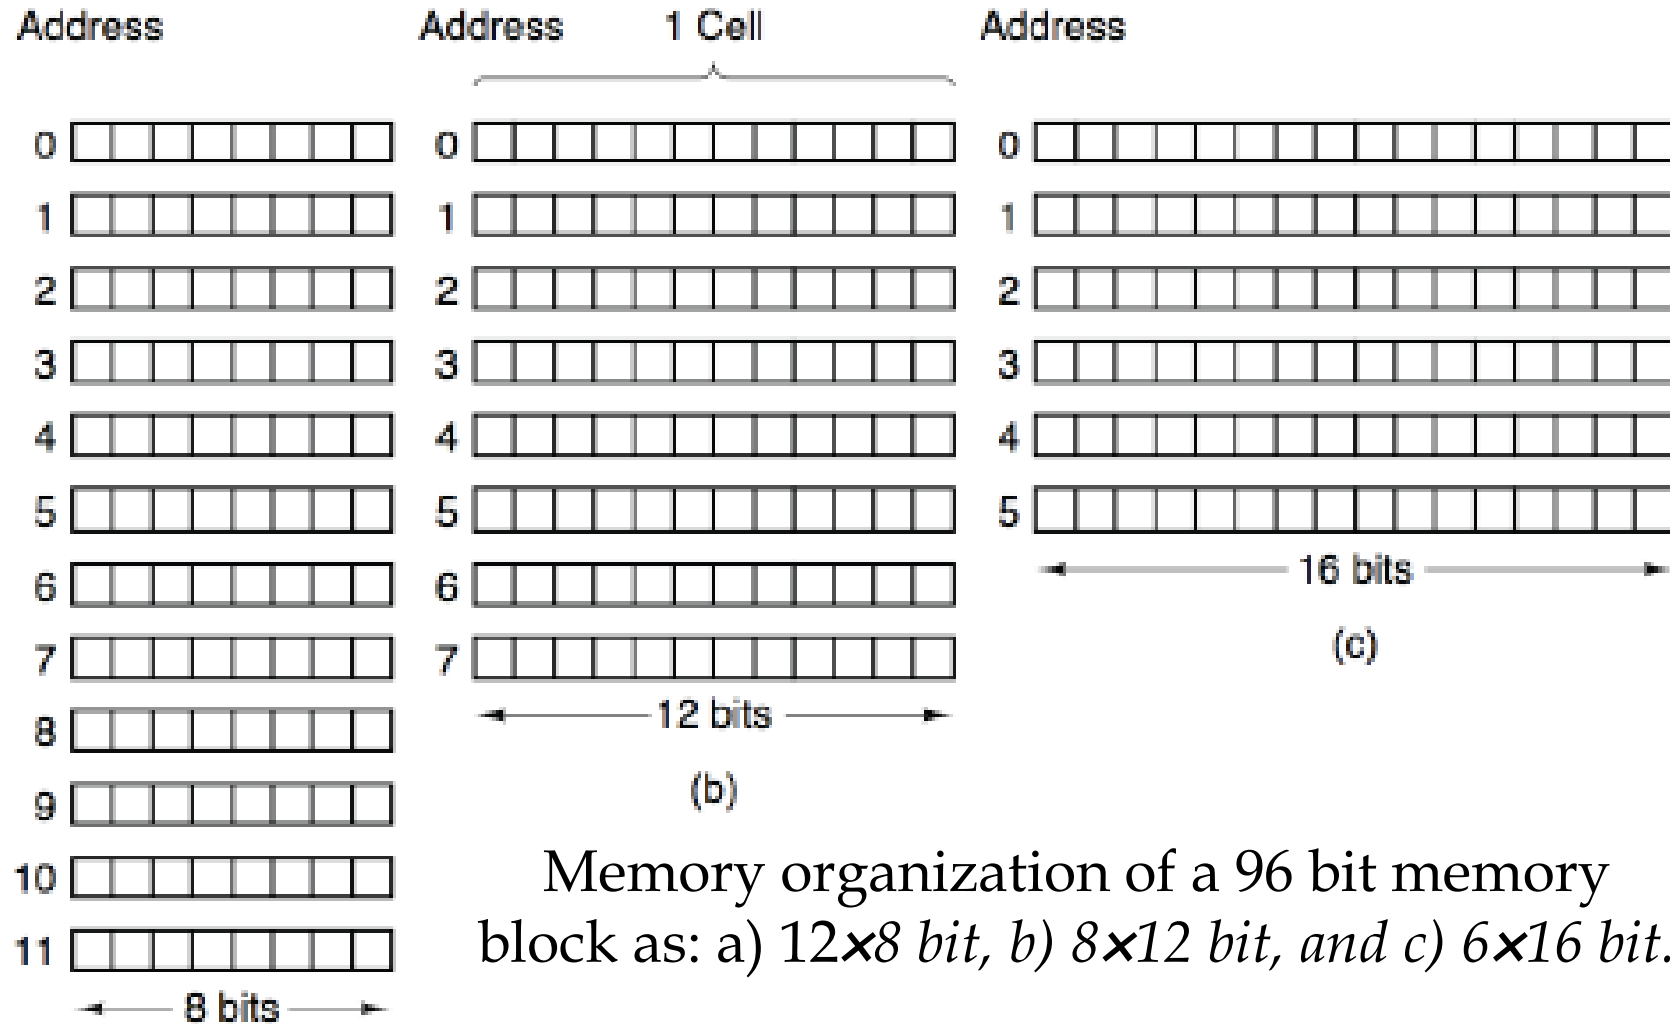 Address
0
1
2
3
4
5
6
7
8
9
10
11
8 bits
Address 1 Cell
0
1
2
3
4
5
6
7
12 bits
(b)
Address
0
1
2
3
4
5
16 bits
(c)
Memory organization of a 96 bit memory
block as: a) 12×8 bit, b) 8×12 bit, and c) 6×16 bit.